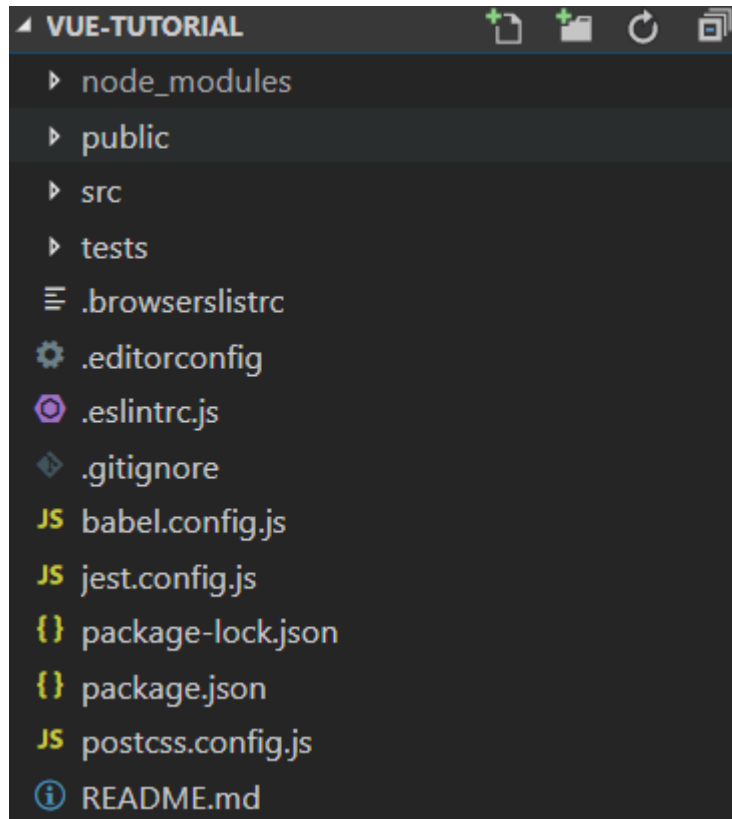 VUE-TUTORIAL
node_modules
public
src
tests
.browserslistrc
.editorconfig
.eslintrc.js
.gitignore
JS babel.config.js
JS jest.config.js
{} package-lock.json
{} package.json
JS postcss.config.js
README.md